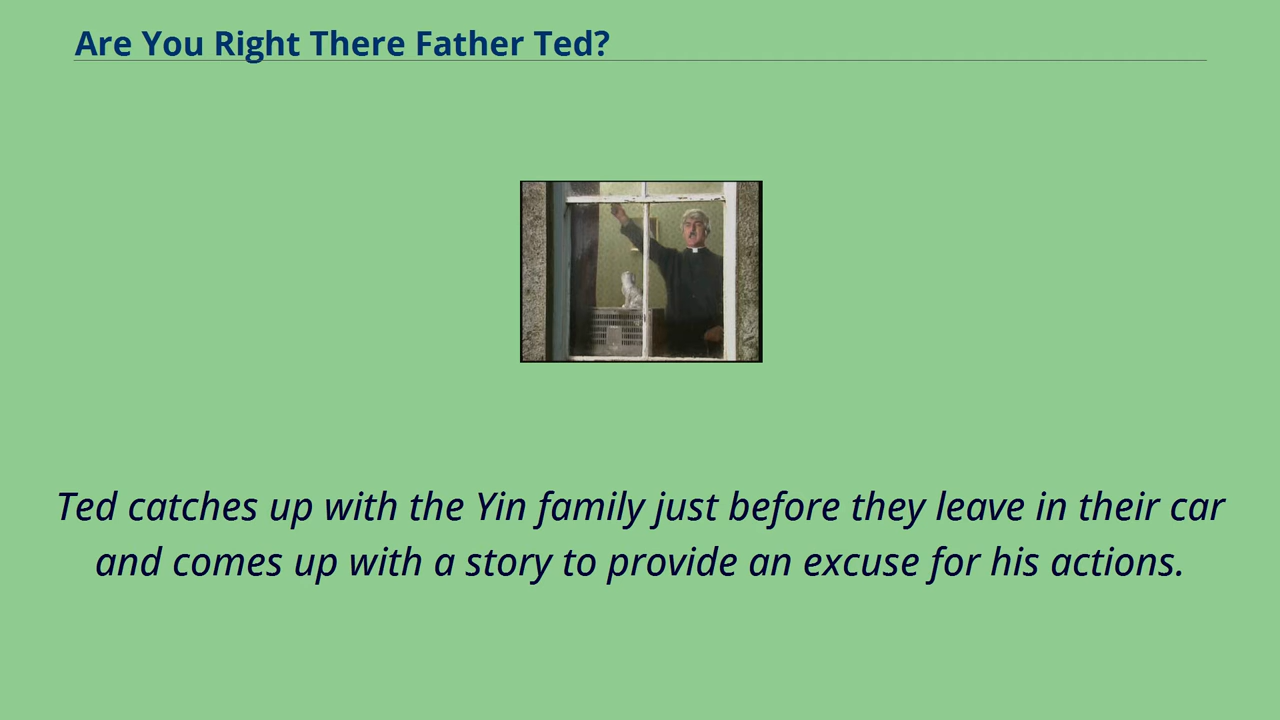 Are You Right There Father Ted?
Ted catches up with the Yin family just before they leave in their car
and comes up with a story to provide an excuse for his actions.